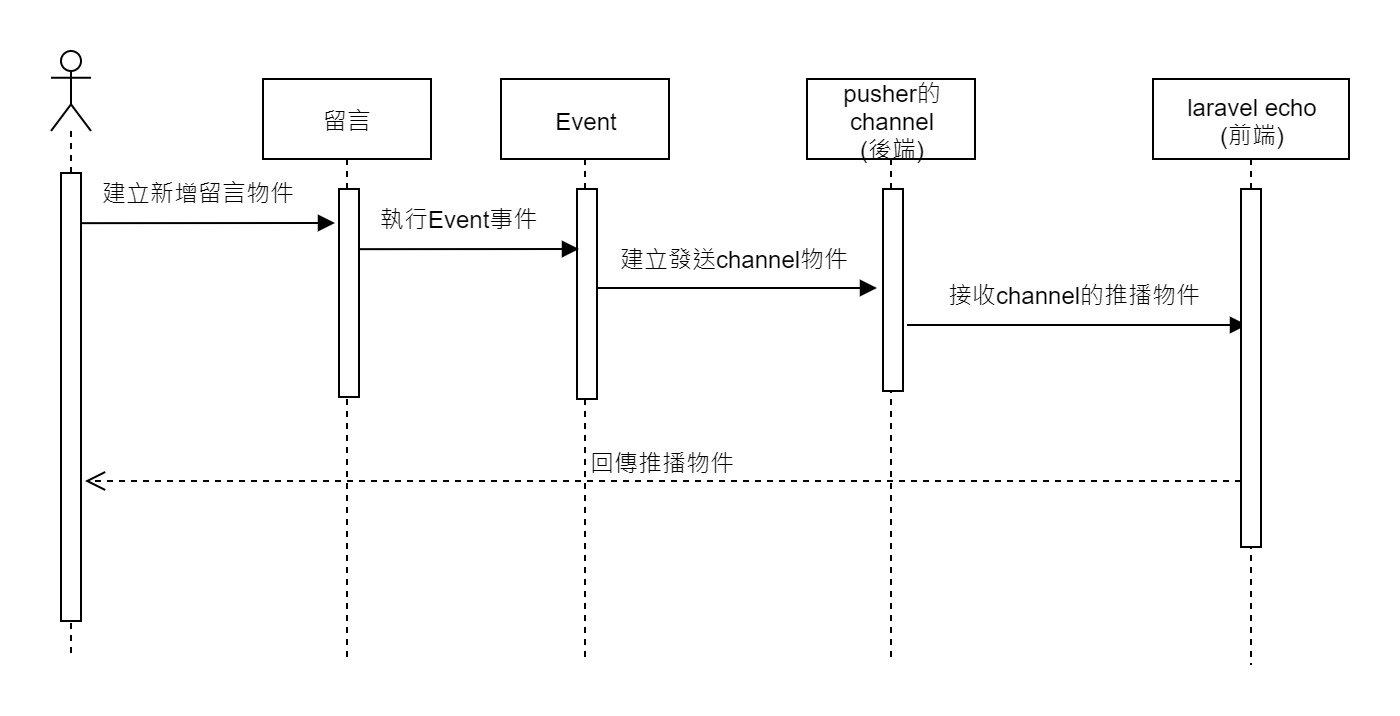 留言
Event
pusher的
channel
(後端)
laravel echo
(前端)
建立新增留言物件
執行Event事件
建立發送channel物件
接收channel的推播物件
回傳推播物件